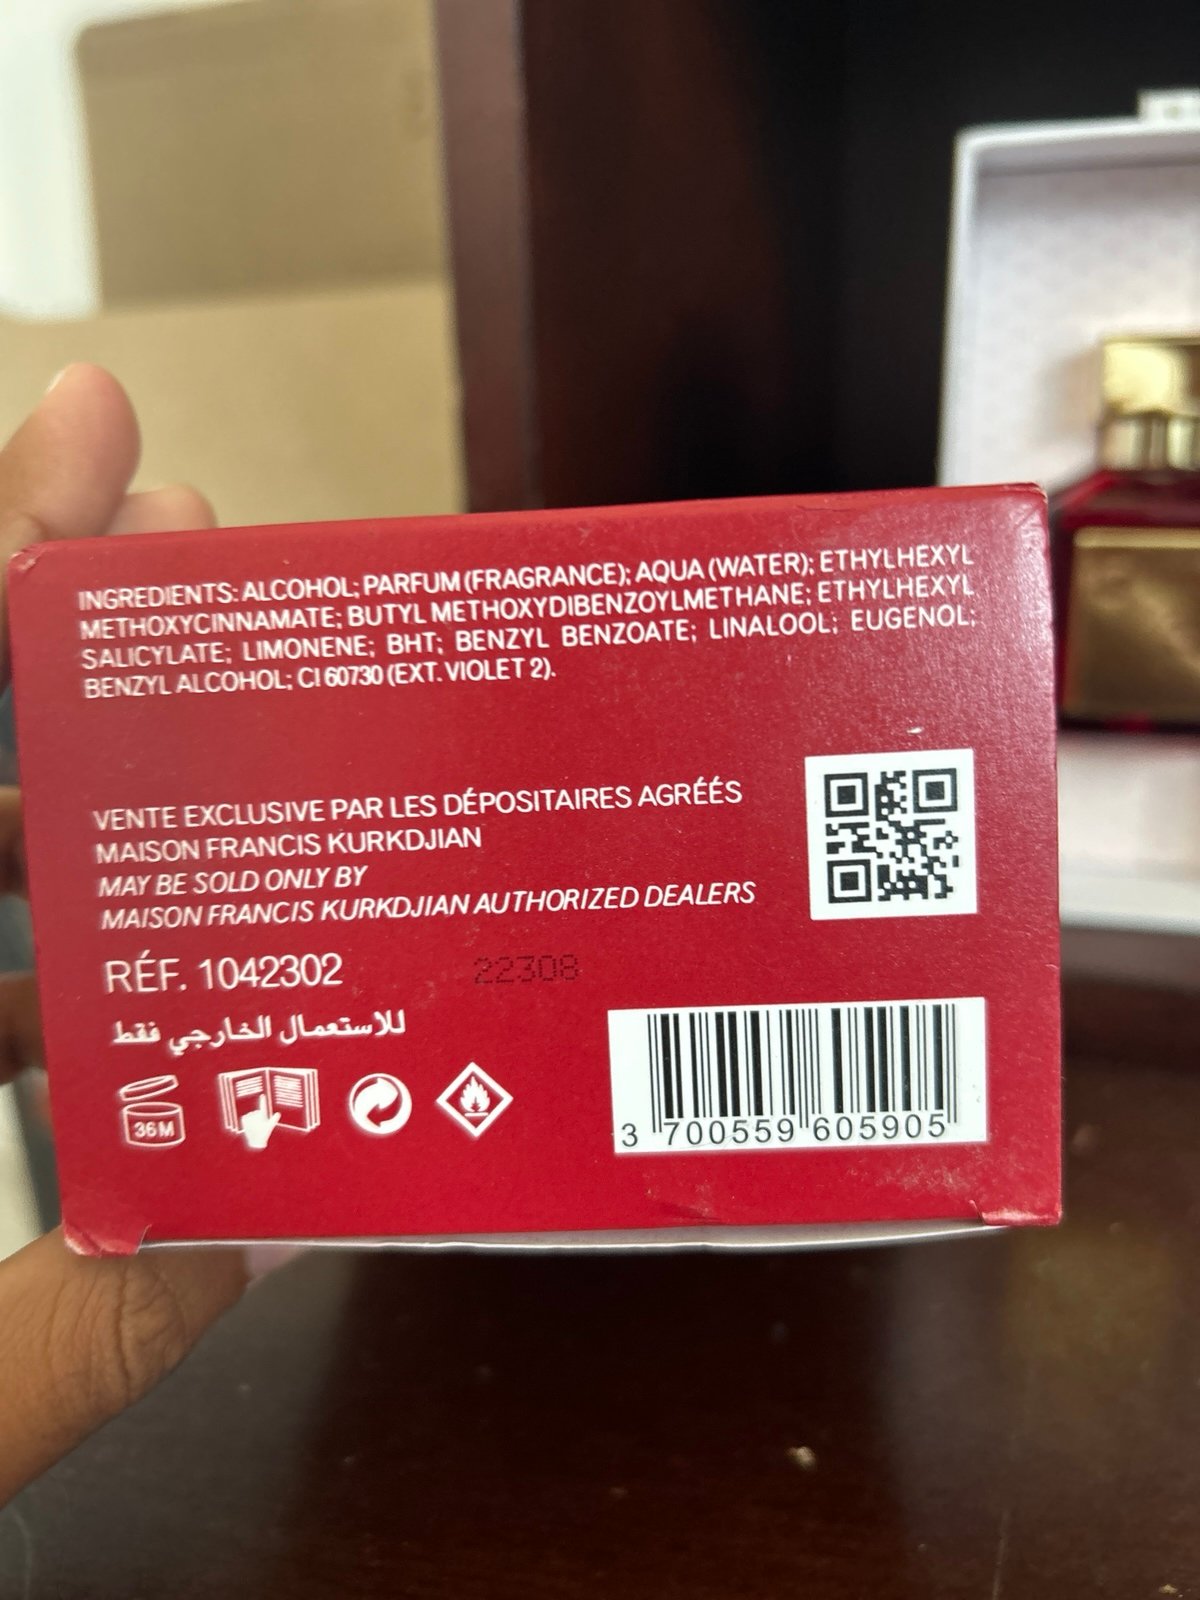 INGREDIENTS: ALCOHOL; PARFUM (FRAGRANCE); AQUA (WATER); ETHYLHEXYL
METHOXYCINNAMATE; BUTYL METHOXYDIBENZOYLMETHANE; ETHYLHEXYL
SALICYLATE; LIMONENE; BHT; BENZYL BENZOATE; LINALOOL; EUGENOL;
BENZYL ALCOHOL; CI 60730 (EXT. VIOLET 2).
VENTE EXCLUSIVE PAR LES DÉPOSITAIRES AGRÉÉS
MAISON FRANCIS KURKDJIAN
MAY BE SOLD ONLY BY
MAISON FRANCIS KURKDJIAN AUTHORIZED DEALERS
RÉF. 1042302 22308
للاستعمال الخارجي فقط
36M
3 700559 605905